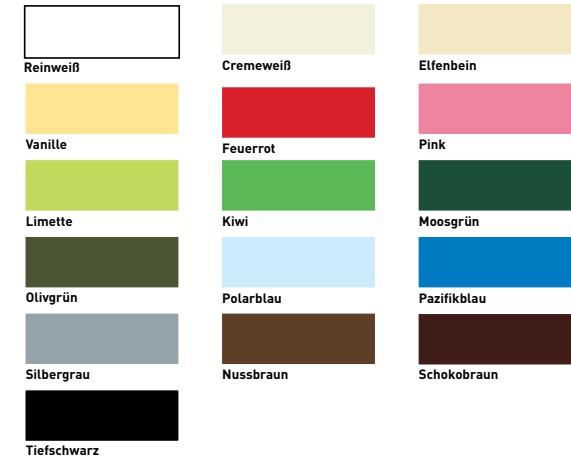 Reinweiß
Cremeweiß
Elfenbein
Vanille
Feuerrot
Pink
Limette
Kiwi
Moosgrün
Olivgrün
Polarblau
Pazifikblau
Silbergrau
Nussbraun
Schokobraun
Tiefschwarz